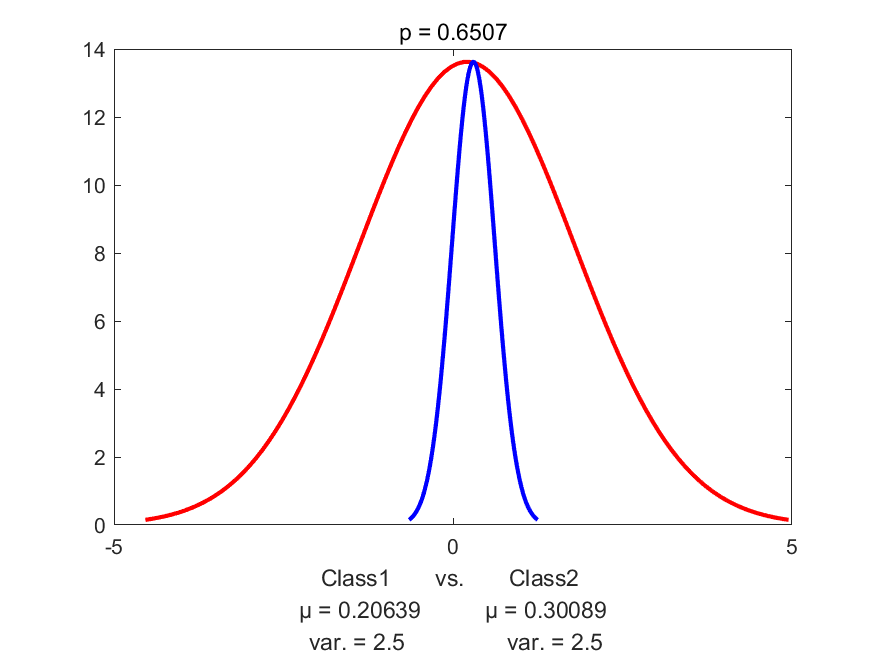 p = 0.6507
14
12
10
8
6
4
2
0
-5 0 5
Class1 vs. Class2
μ = 0.20639 μ = 0.30089
var. = 2.5 var. = 2.5